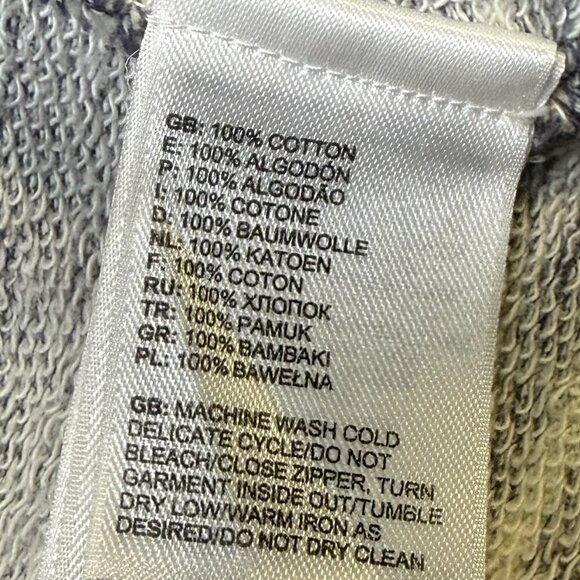 GB: 100% COTTON
E: 100% ALGODÓN
P: 100% ALGODÃO
I: 100% COTONE
D: 100% BAUMWOLLE
NL: 100% KATOEN
F: 100% COTON
RU: 100% ХЛОПОК
TR: 100% PAMUK
GR: 100% BAMBAKI
PL: 100% BAWEŁNA
GB: MACHINE WASH COLD
DELICATE CYCLE/DO NOT
BLEACH/CLOSE ZIPPER, TURN
GARMENT INSIDE OUT/TUMBLE
DRY LOW/WARM IRON AS
DESIRED/DO NOT DRY CLEAN